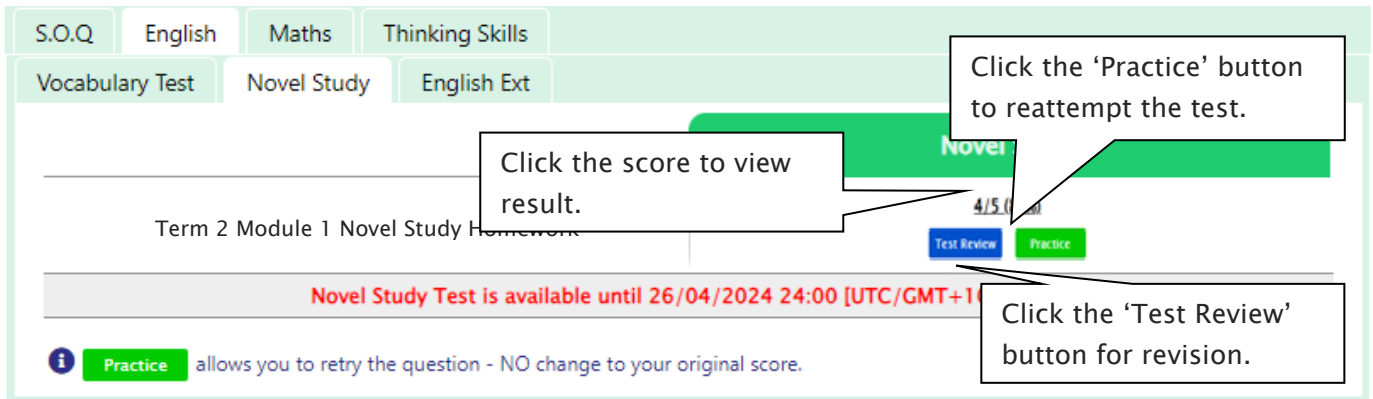 S.O.Q English Maths Thinking Skills
Vocabulary Test Novel Study English Ext
Click the ‘Practice’ button
to reattempt the test.
Novel
Click the score to view
result.
4/5
Term 2 Module 1 Novel Study Homework
Test Review Practice
Novel Study Test is available until 26/04/2024 24:00 [UTC/GMT+10
Click the ‘Test Review’
button for revision.
Practice allows you to retry the question - NO change to your original score.